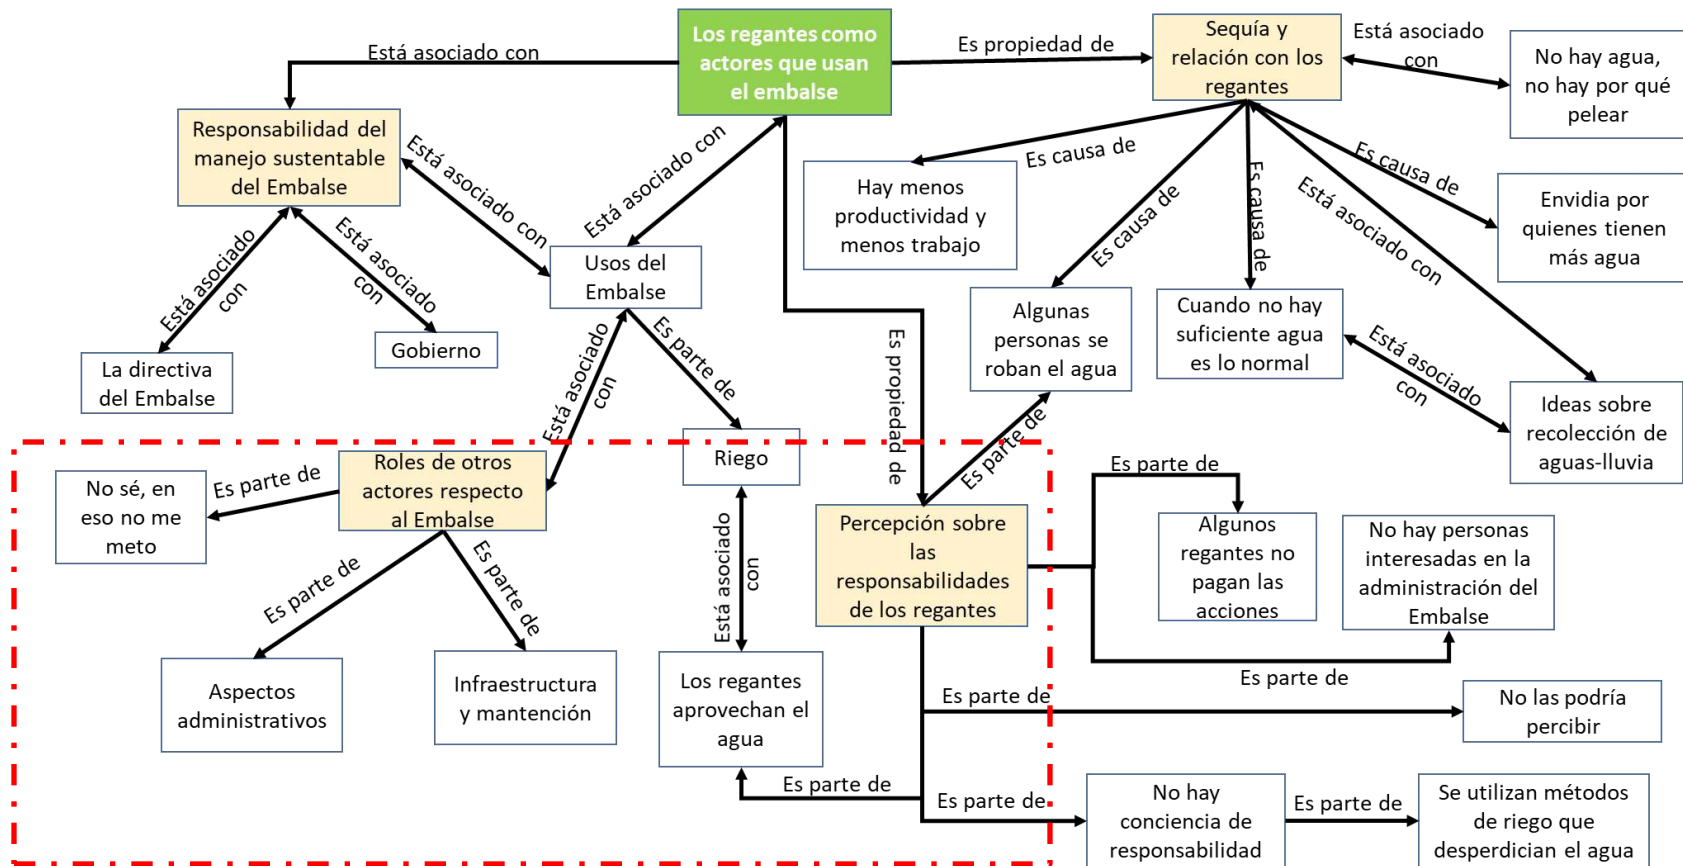 Los regantes como
actores que usan
el embalse
Está asociado con
Es propiedad de
Sequía y
relación con los
regantes
Está asociado
con
No hay agua,
no hay por qué
pelear
Responsabilidad del
manejo sustentable
del Embalse
Está asociado con
Está asociado con
Es causa de
Hay menos
productividad y
menos trabajo
Es causa de
Es causa de
Está asociado con
Es causa de
Envidia por
quienes tienen
más agua
Está asociado
con
Está asociado
con
Usos del
Embalse
La directiva
del Embalse
Gobierno
Está asociado
con
Es parte de
Es propiedad de
Algunas
personas se
roban el agua
Cuando no hay
suficiente agua
es lo normal
Está asociado
con
Ideas sobre
recolección de
aguas-lluvia
No sé, en
eso no me
meto
Es parte de
Roles de otros
actores respecto
al Embalse
Riego
Es parte de
Es parte de
Percepción sobre
las
responsabilidades
de los regantes
Algunos
regantes no
pagan las
acciones
No hay personas
interesadas en la
administración del
Embalse
Es parte de
Es parte de
Es parte de
Está asociado
con
Aspectos
administrativos
Infraestructura
y mantención
Los regantes
aprovechan el
agua
Es parte de
No las podría
percibir
Es parte de
Es parte de
No hay
conciencia de
responsabilidad
Es parte de
Se utilizan métodos
de riego que
desperdician el agua